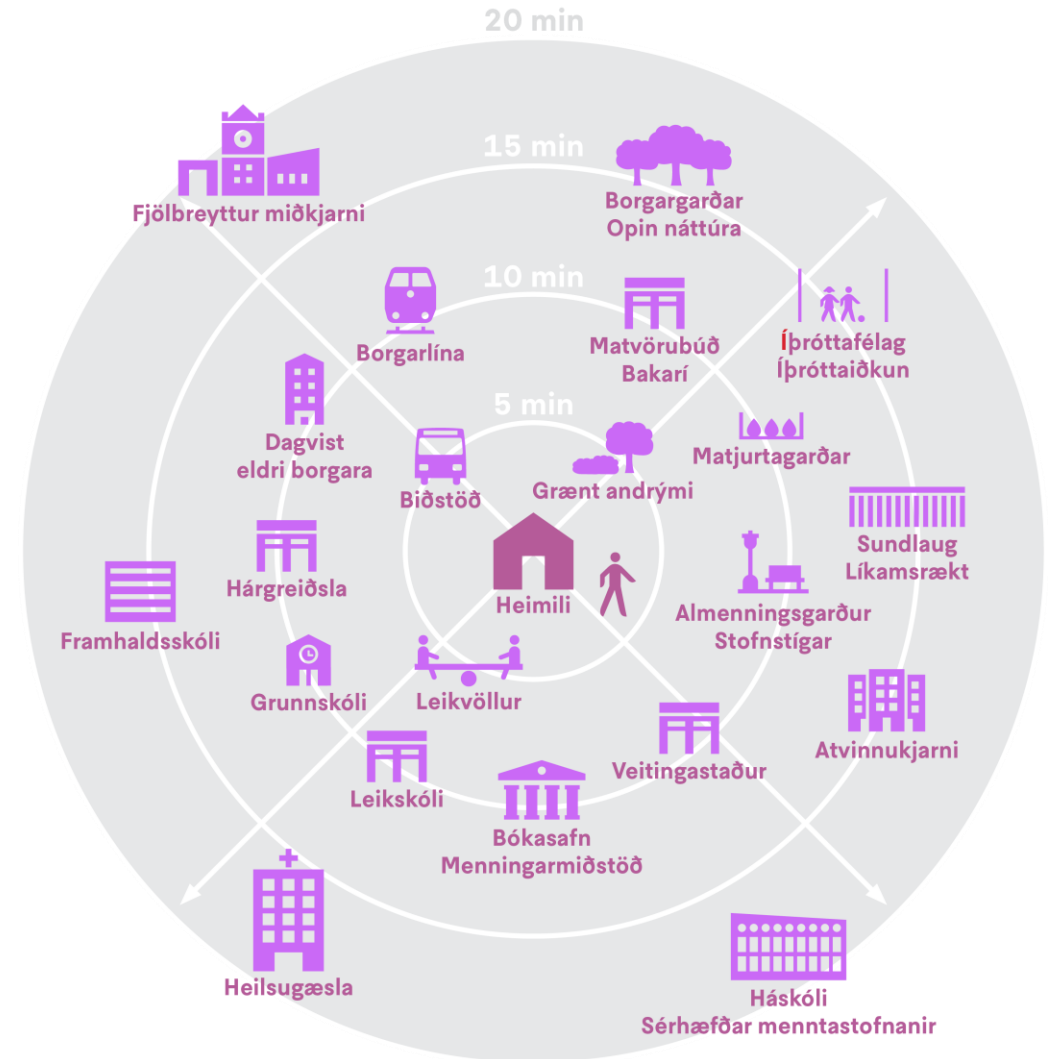 20 min
15 min
Borgargarðar
Opin náttúra
Fjölbreyttur miðkjarni
10 min
Borgarlína
Matvörubúð
Bakarí
Íþróttafélag
Íþróttaiðkun
5 min
Dagvist
eldri borgara
Biðstöð
Grænt andrými
Matjurtagarðar
Sundlaug
Líkamsrækt
Hárgreiðsla
Heimili
Almenningsgarður
Stofnstígar
Framhaldsskóli
Grunnskóli
Leikvöllur
Atvinnukjarni
Veitingastaður
Leikskóli
Bókasafn
Menningarmiðstöð
Heilsugæsla
Háskóli
Sérhæfðar menntastofnanir